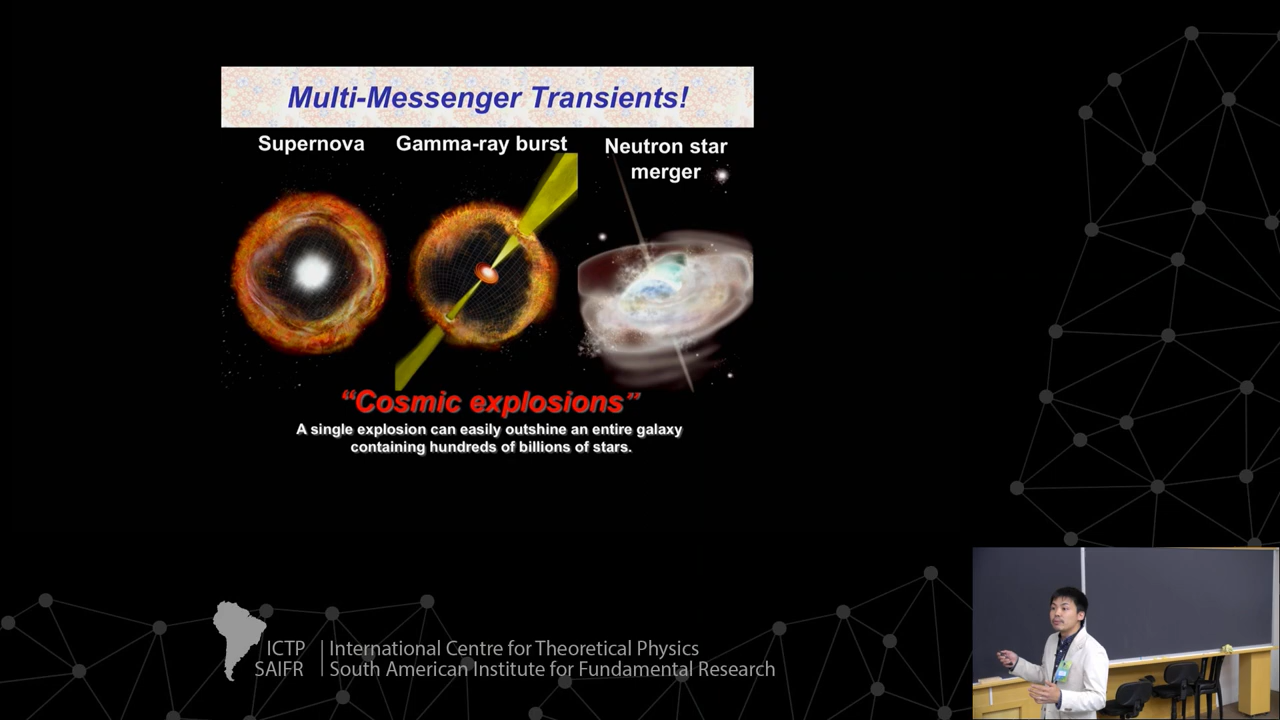 Multi-Messenger Transients!
Supernova
Gamma-ray burst
Neutron star
merger
“Cosmic explosions”
A single explosion can easily outshine an entire galaxy
containing hundreds of billions of stars.
ICTP
SAIFR
International Centre for Theoretical Physics
South American Institute for Fundamental Research